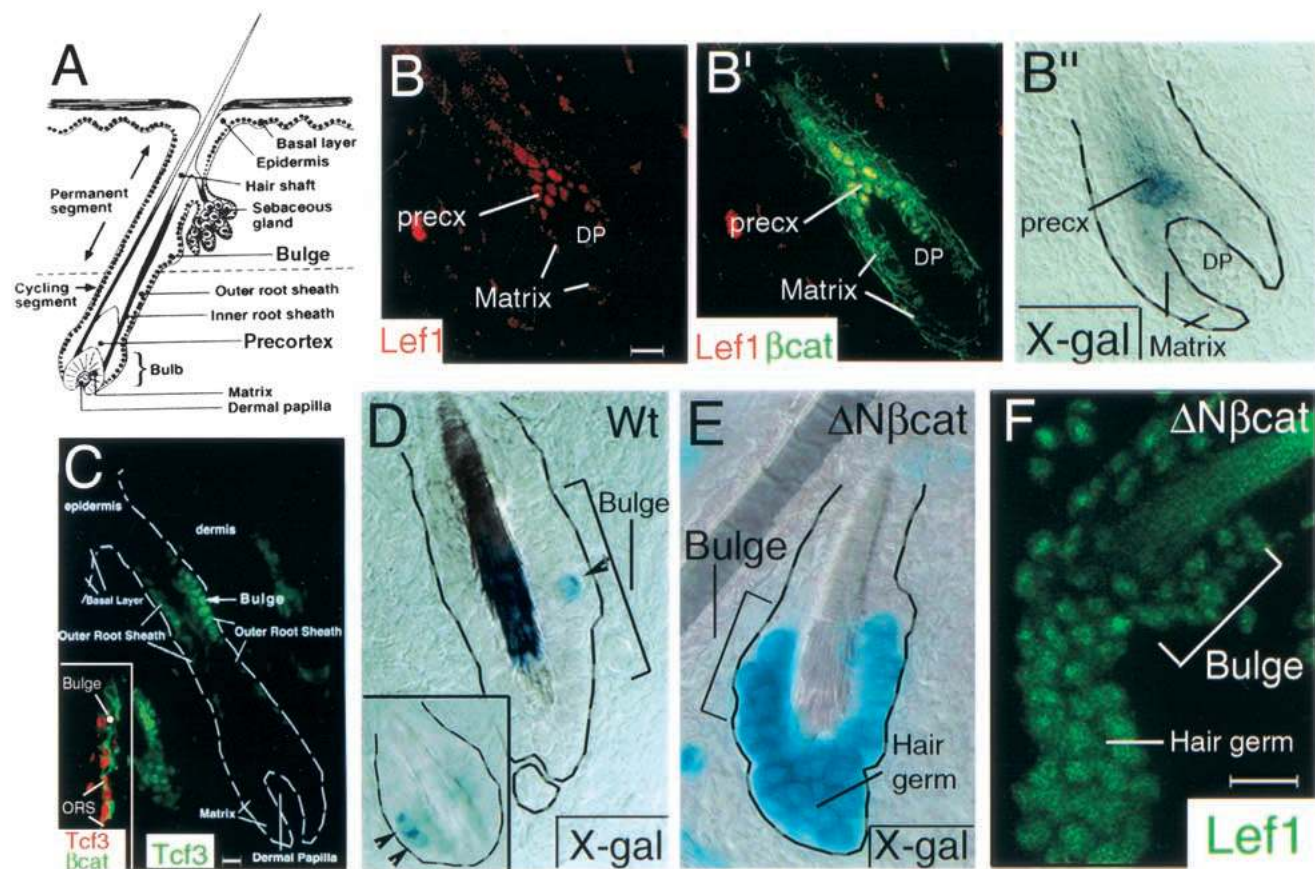 A
Basal layer
Epidermis
Hair shaft
Sebaceous
gland
Permanent
segment
Bulge
Cycling
segment
Outer root sheath
Inner root sheath
Precortex
Bulb
Matrix
Dermal papilla
B
precx
DP
Matrix
Lef1
B'
precx
DP
Matrix
Lef1 βcat
B"
precx
DP
X-gal
Matrix
C
epidermis
dermis
Basal Layer
Bulge
Outer Root Sheath
Outer Root Sheath
Bulge
ORS
Matrix
Dermal Papilla
Tcf3
βcat
Tcf3
D
Wt
Bulge
X-gal
E
ΔNβcat
Bulge
Hair
germ
X-gal
F
ΔNβcat
Bulge
Hair germ
Lef1